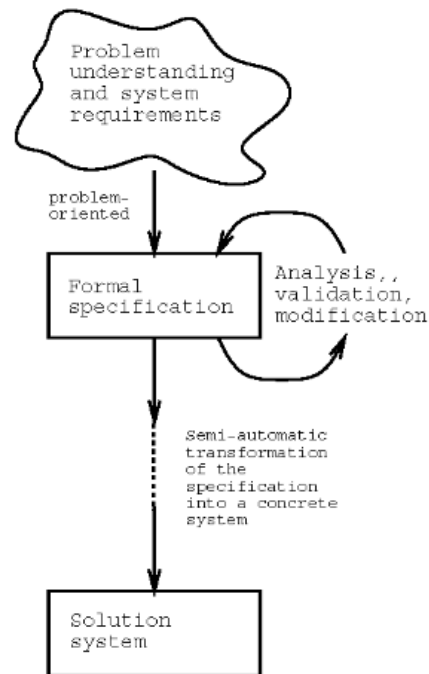 Problem
understanding
and system
requirements
problem-
oriented
Formal
specification
Analysis,,
validation,
modification
Semi-automatic
transformation
of the
specification
into a concrete
system
Solution
system